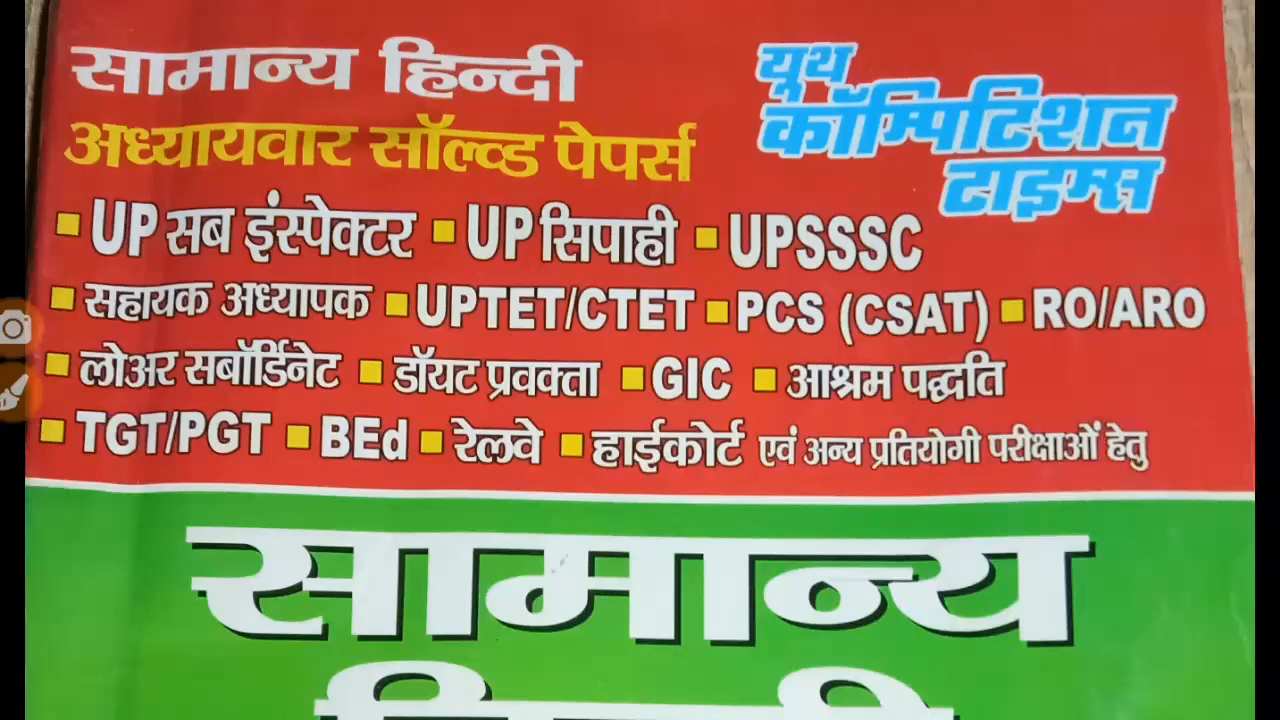 सामान्य हिन्दी
अध्यायवार सॉल्व्ड पेपर्स
यूथ
कॉम्पिटिशन
टाइम्स
UP सब इंस्पेक्टर UP सिपाही UPSSSC
सहायक अध्यापक UPTET/CTET PCS (CSAT) RO/ARO
लोअर सबॉर्डिनेट डॉयट प्रवक्ता GIC आश्रम पद्धति
TGT/PGT BEd रेलवे हाईकोर्ट एवं अन्य प्रतियोगी परीक्षाओं हेतु
सामान्य